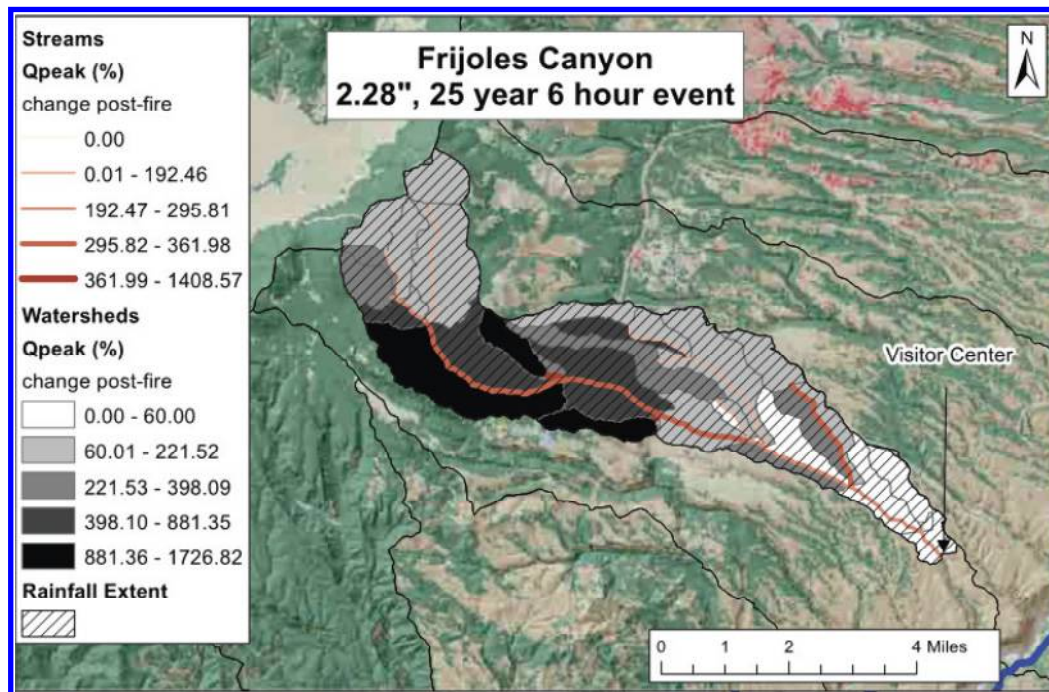 Streams
Qpeak (%)
change post-fire
0.00
0.01 - 192.46
192.47 - 295.81
295.82 - 361.98
361.99 - 1408.57
Watersheds
Qpeak (%)
change post-fire
0.00 - 60.00
60.01 - 221.52
221.53 - 398.09
398.10 - 881.35
881.36 - 1726.82
Rainfall Extent
Frijoles Canyon
2.28", 25 year 6 hour event
N
Visitor Center
0 1 2 4 Miles